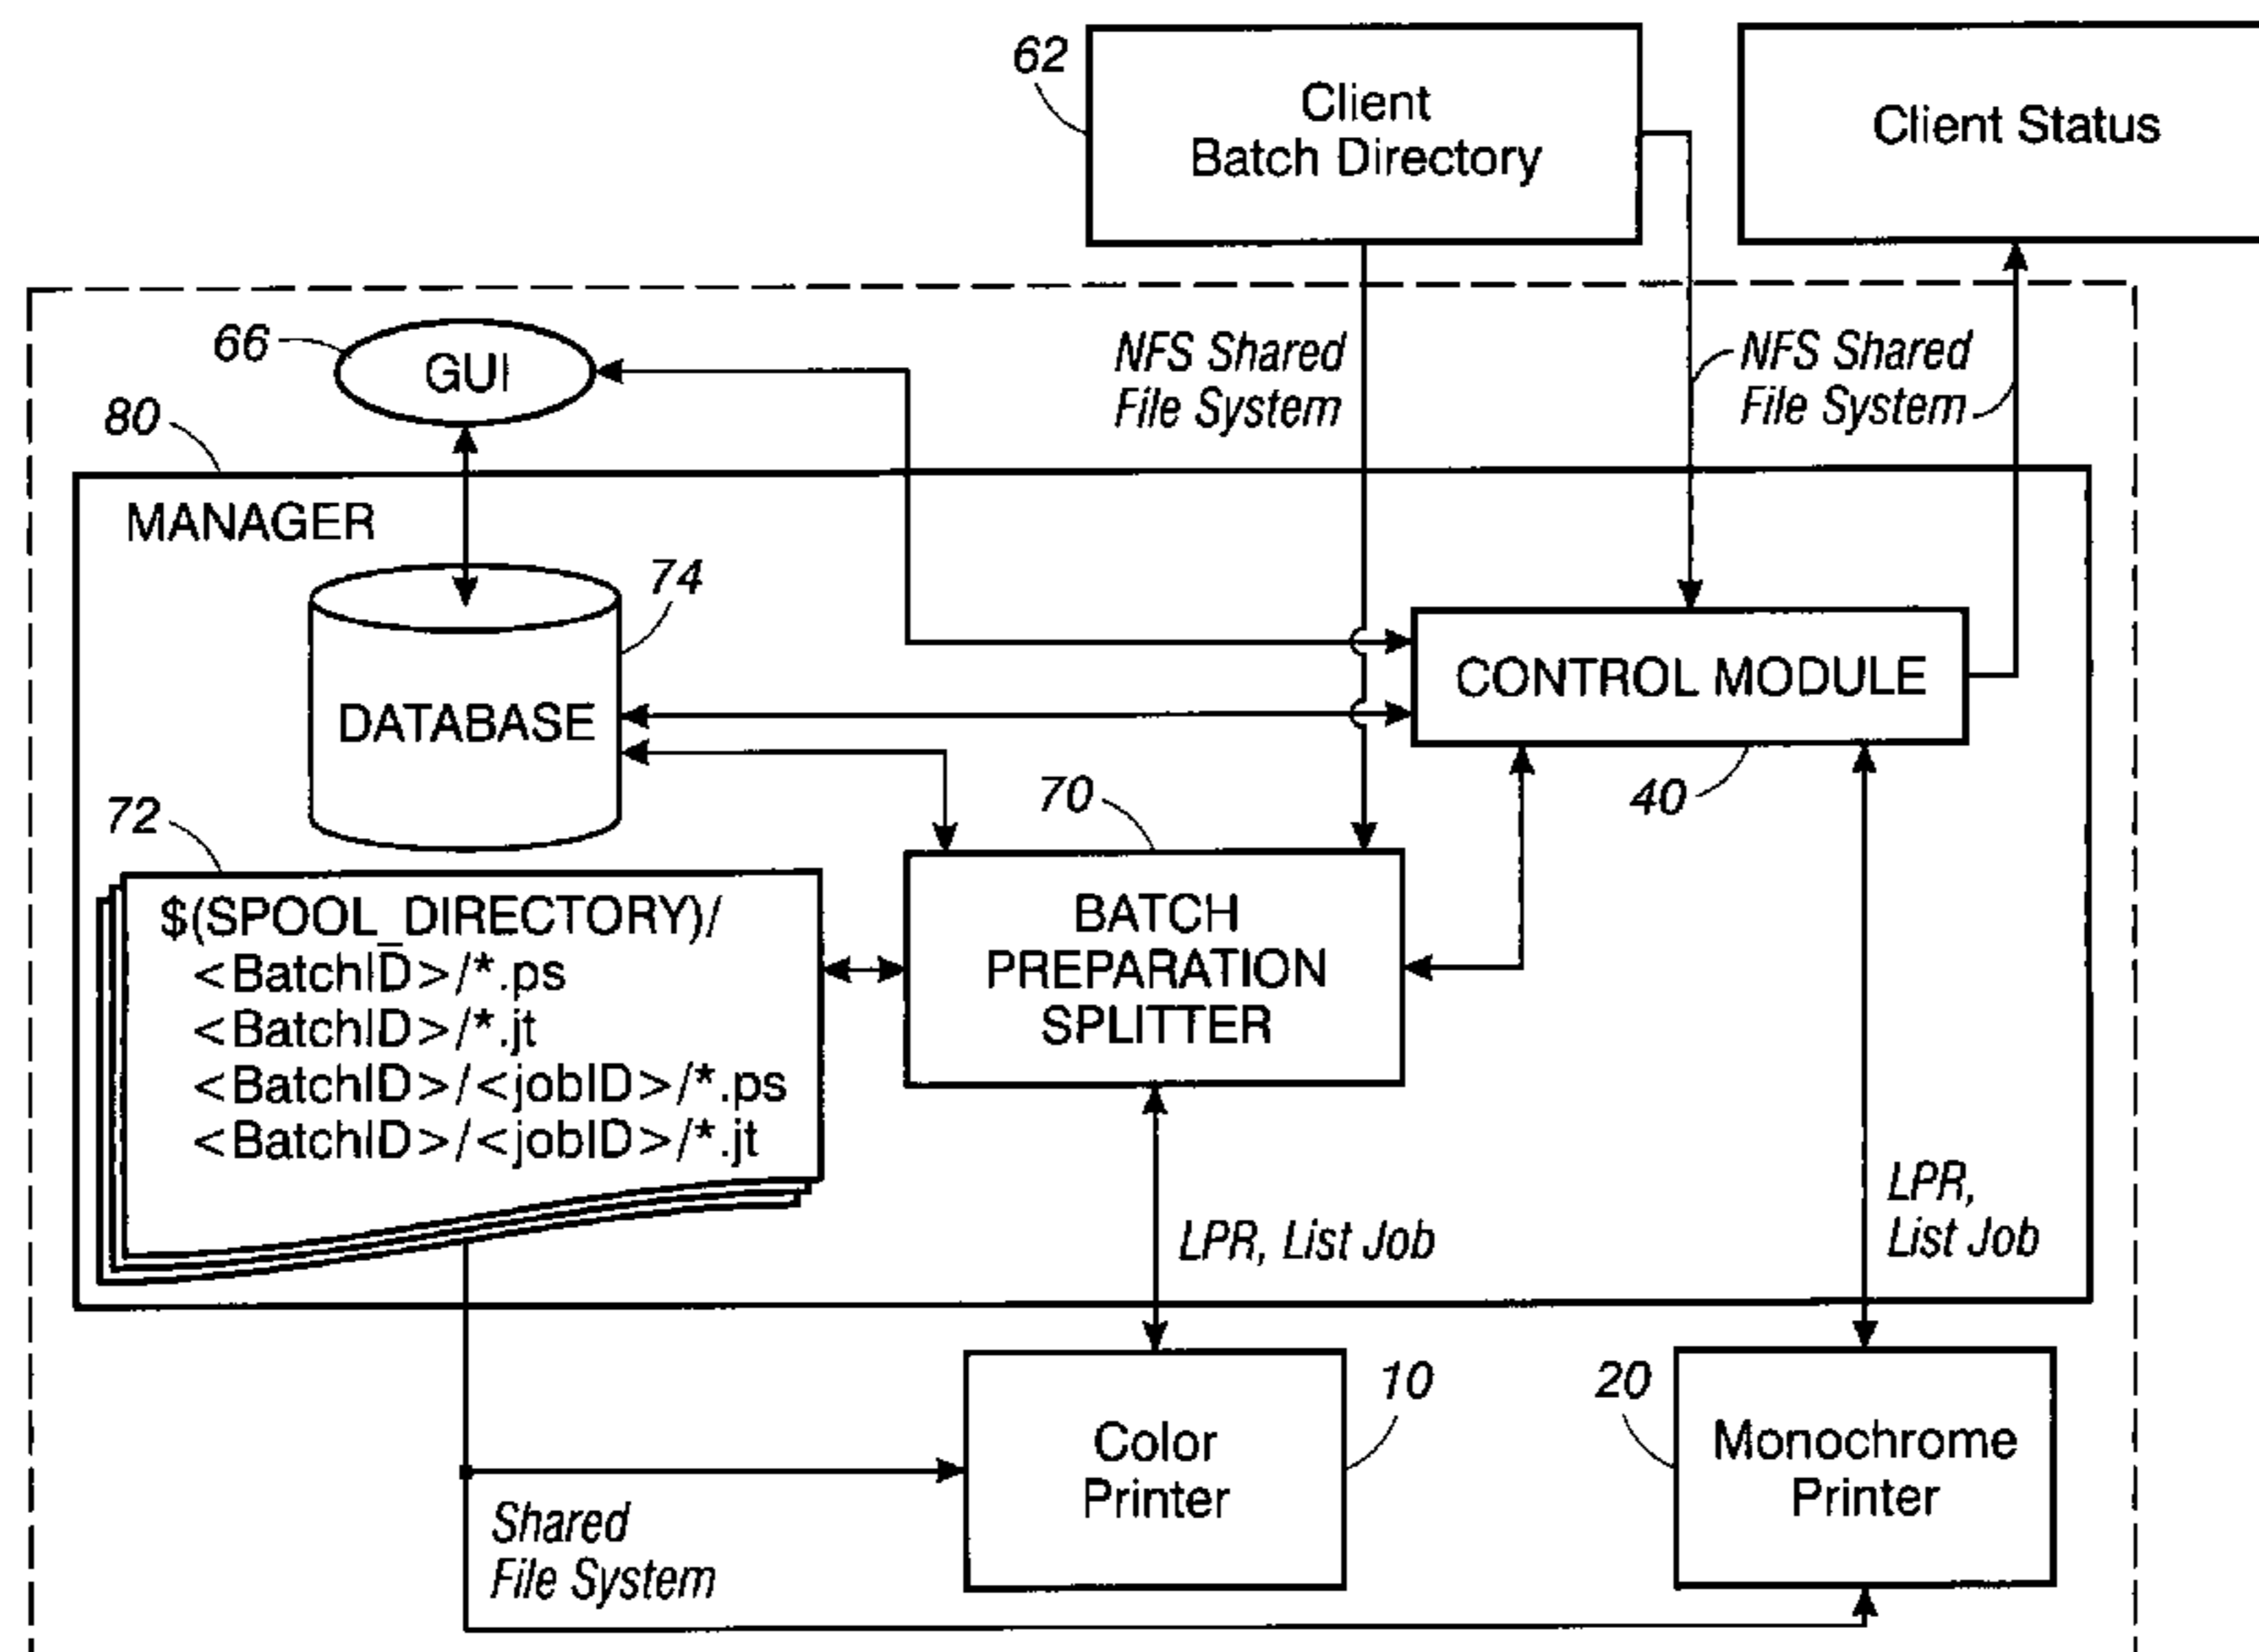 62
Client
Batch Directory
Client Status
66
GUI
NFS Shared
File System
NFS Shared
File System
80
MANAGER
74
DATABASE
CONTROL MODULE
40
72
$(SPOOL_DIRECTORY)/
<BatchID>/*.ps
<BatchID>/*.jt
<BatchID>/<jobID>/*.ps
<BatchID>/<jobID>/*.jt
70
BATCH
PREPARATION
SPLITTER
LPR, List Job
LPR,
List Job
10
Color
Printer
20
Monochrome
Printer
Shared
File System